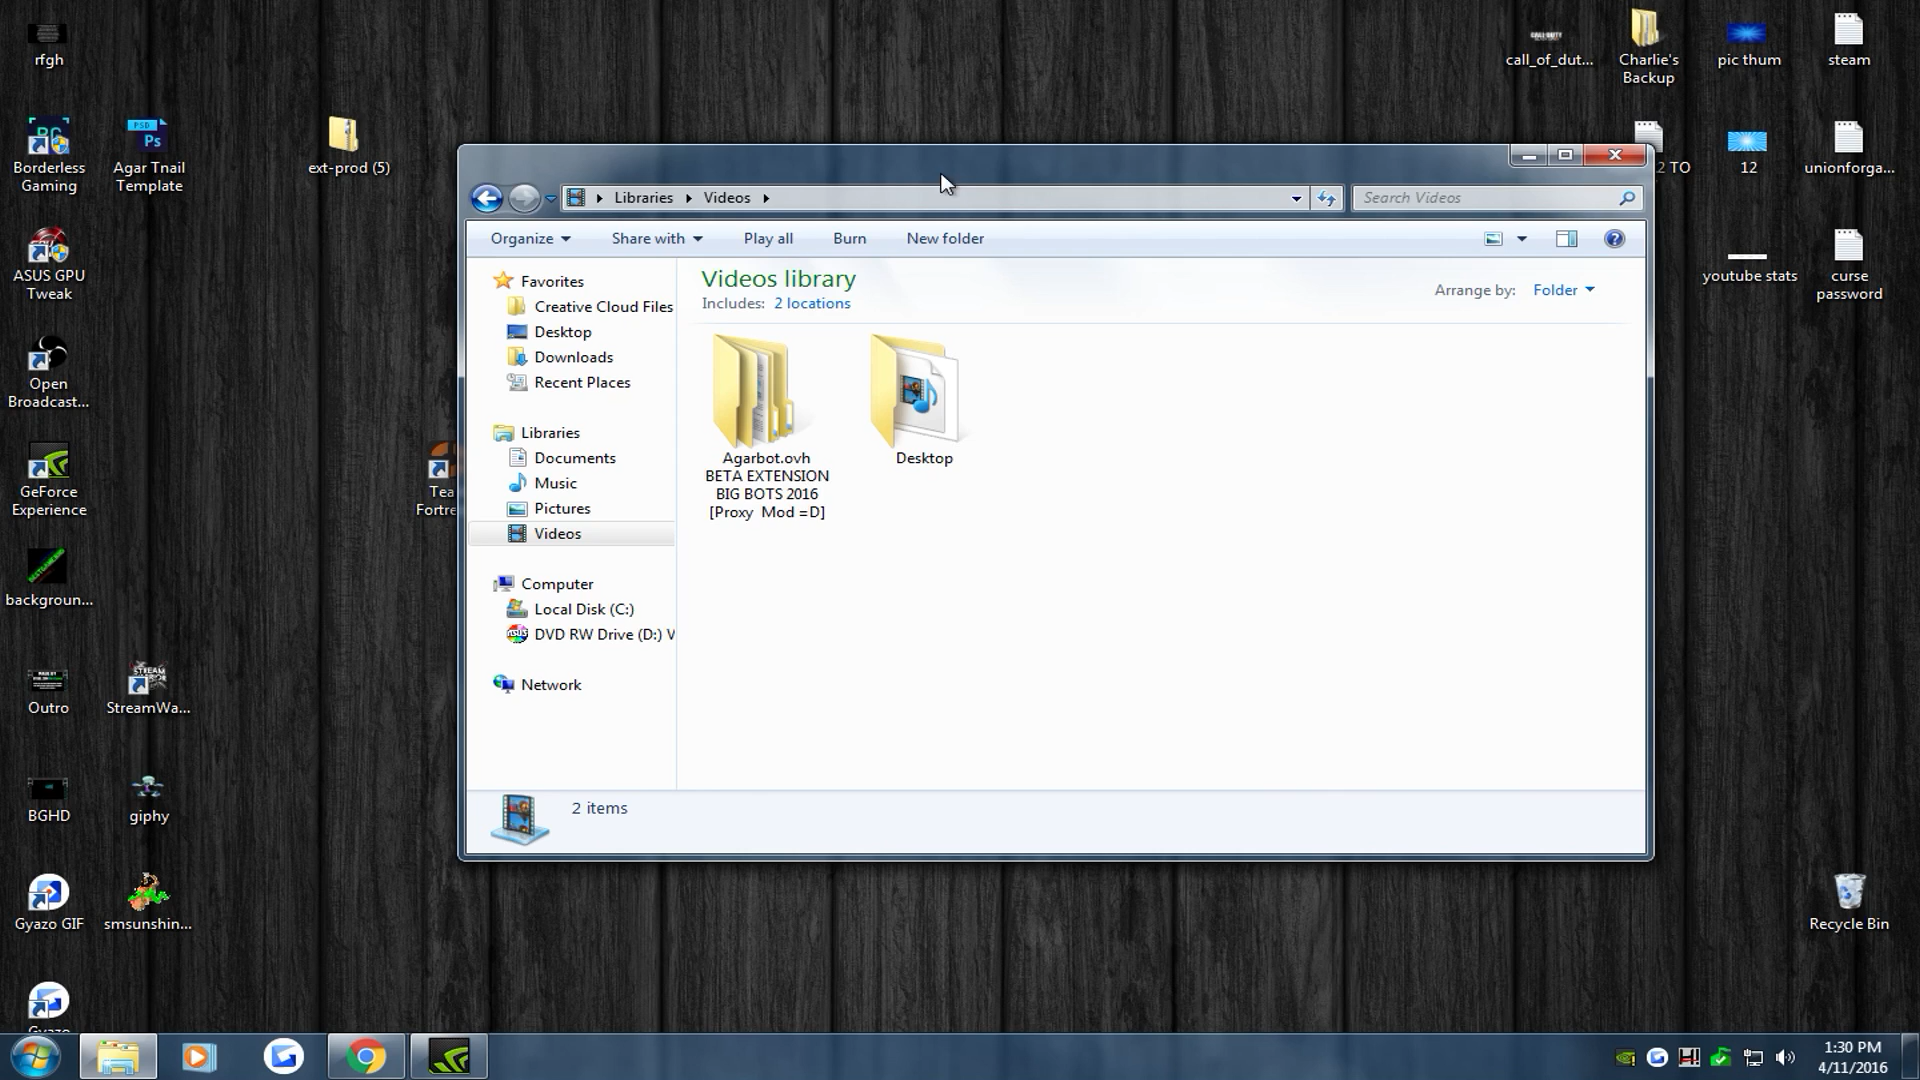 rfgh
Borderless
Gaming
Agar Tnail
Template
ext-prod (5)
ASUS GPU
Tweak
Open
Broadcast...
GeForce
Experience
Tea
Fortre
backgroun...
Outro
StreamWa...
BGHD
giphy
Gyazo GIF
smsunshin...
Gyazo
call_of_dut...
Charlie's
Backup
pic thum
steam
2 TO
12
unionforga...
youtube stats
curse
password
Recycle Bin
Libraries
Videos
Search Videos
Organize
Share with
Play all
Burn
New folder
Favorites
Creative Cloud Files
Desktop
Downloads
Recent Places
Libraries
Documents
Music
Pictures
Videos
Computer
Local Disk (C:)
DVD RW Drive (D:) V
Network
Videos library
Includes: 2 locations
Arrange by: Folder
Agarbot.ovh
BETA EXTENSION
BIG BOTS 2016
[Proxy Mod =D]
Desktop
2 items
1:30 PM
4/11/2016